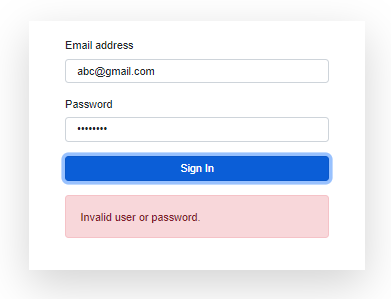 Email address
abc@gmail.com
Password
••••••••
Sign In
Invalid user or password.